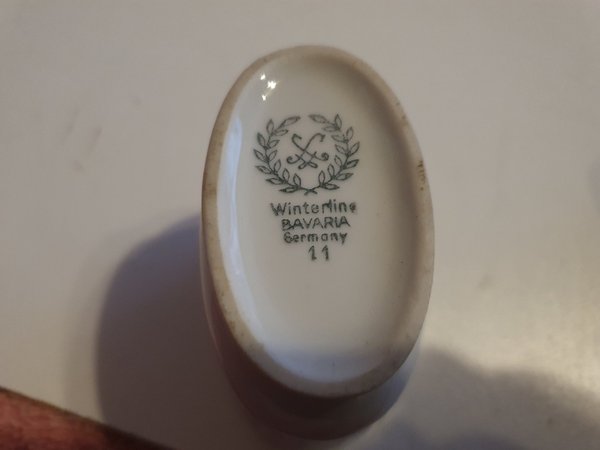 Winterling
BAVARIA
Germany
11